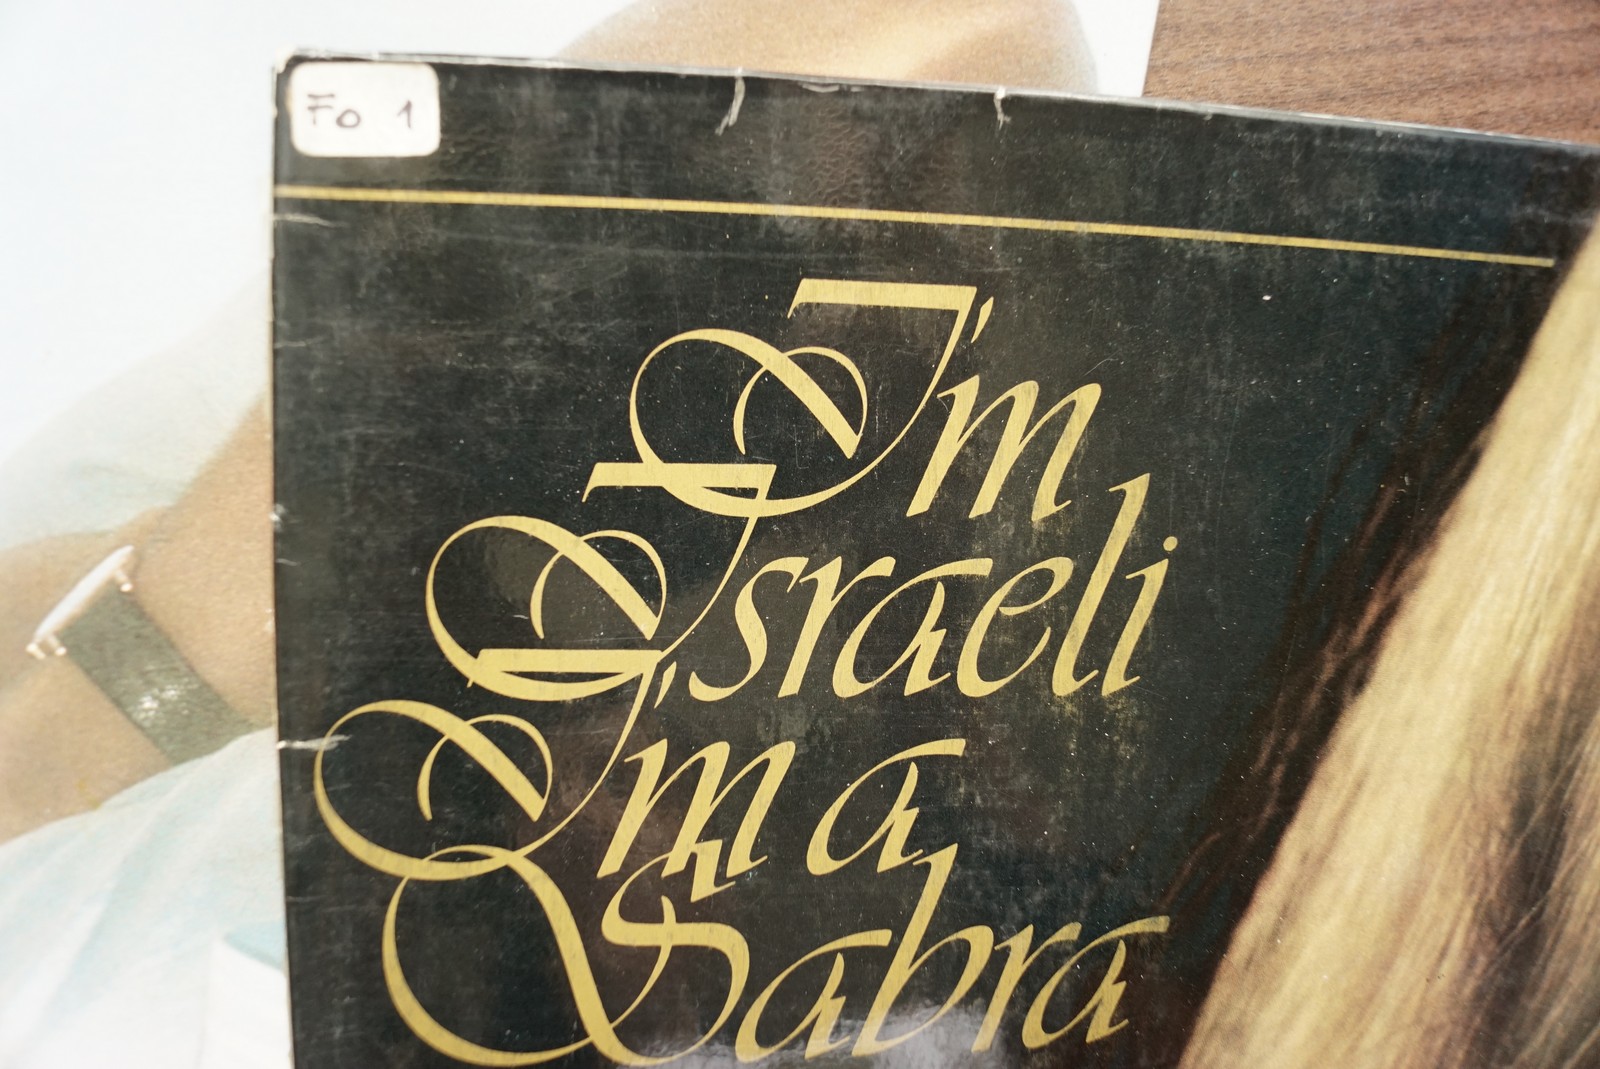 Fo 1
I'm
Israeli
I'm a
Sabra